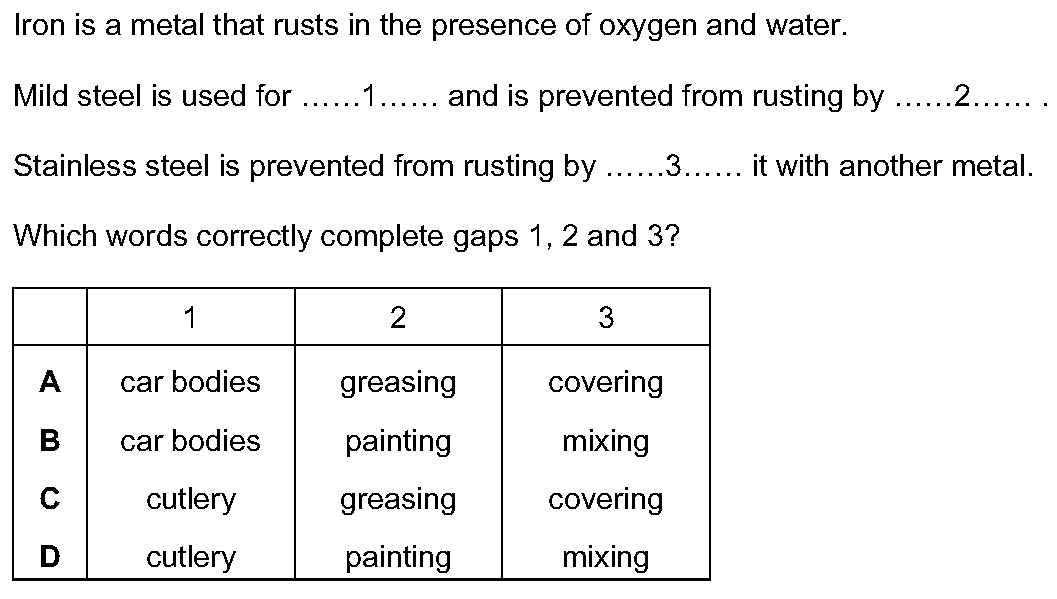 Iron is a metal that rusts in the presence of oxygen and water.
Mild steel is used for ……1…… and is prevented from rusting by ……2…… .
Stainless steel is prevented from rusting by ……3…… it with another metal.
Which words correctly complete gaps 1, 2 and 3?
1 2 3
A car bodies greasing covering
B car bodies painting mixing
C cutlery greasing covering
D cutlery painting mixing